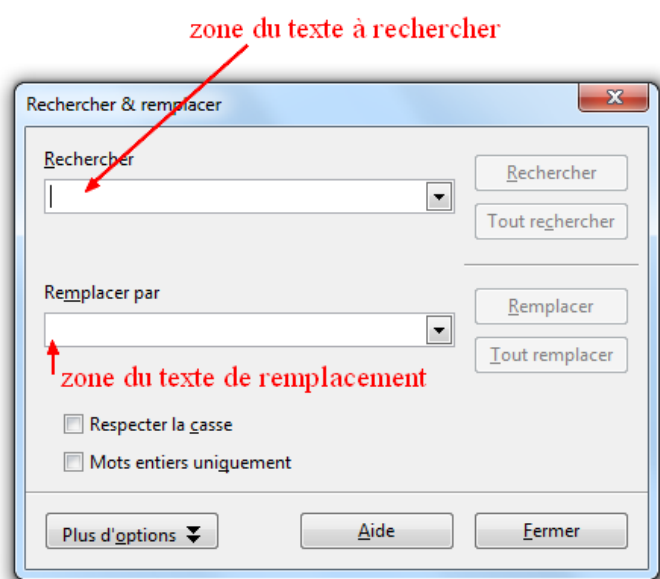 zone du texte à rechercher
Rechercher & remplacer
Rechercher
Rechercher
Tout rechercher
Remplacer par
Remplacer
Tout remplacer
zone du texte de remplacement
Respecter la casse
Mots entiers uniquement
Plus d'options
Aide
Fermer